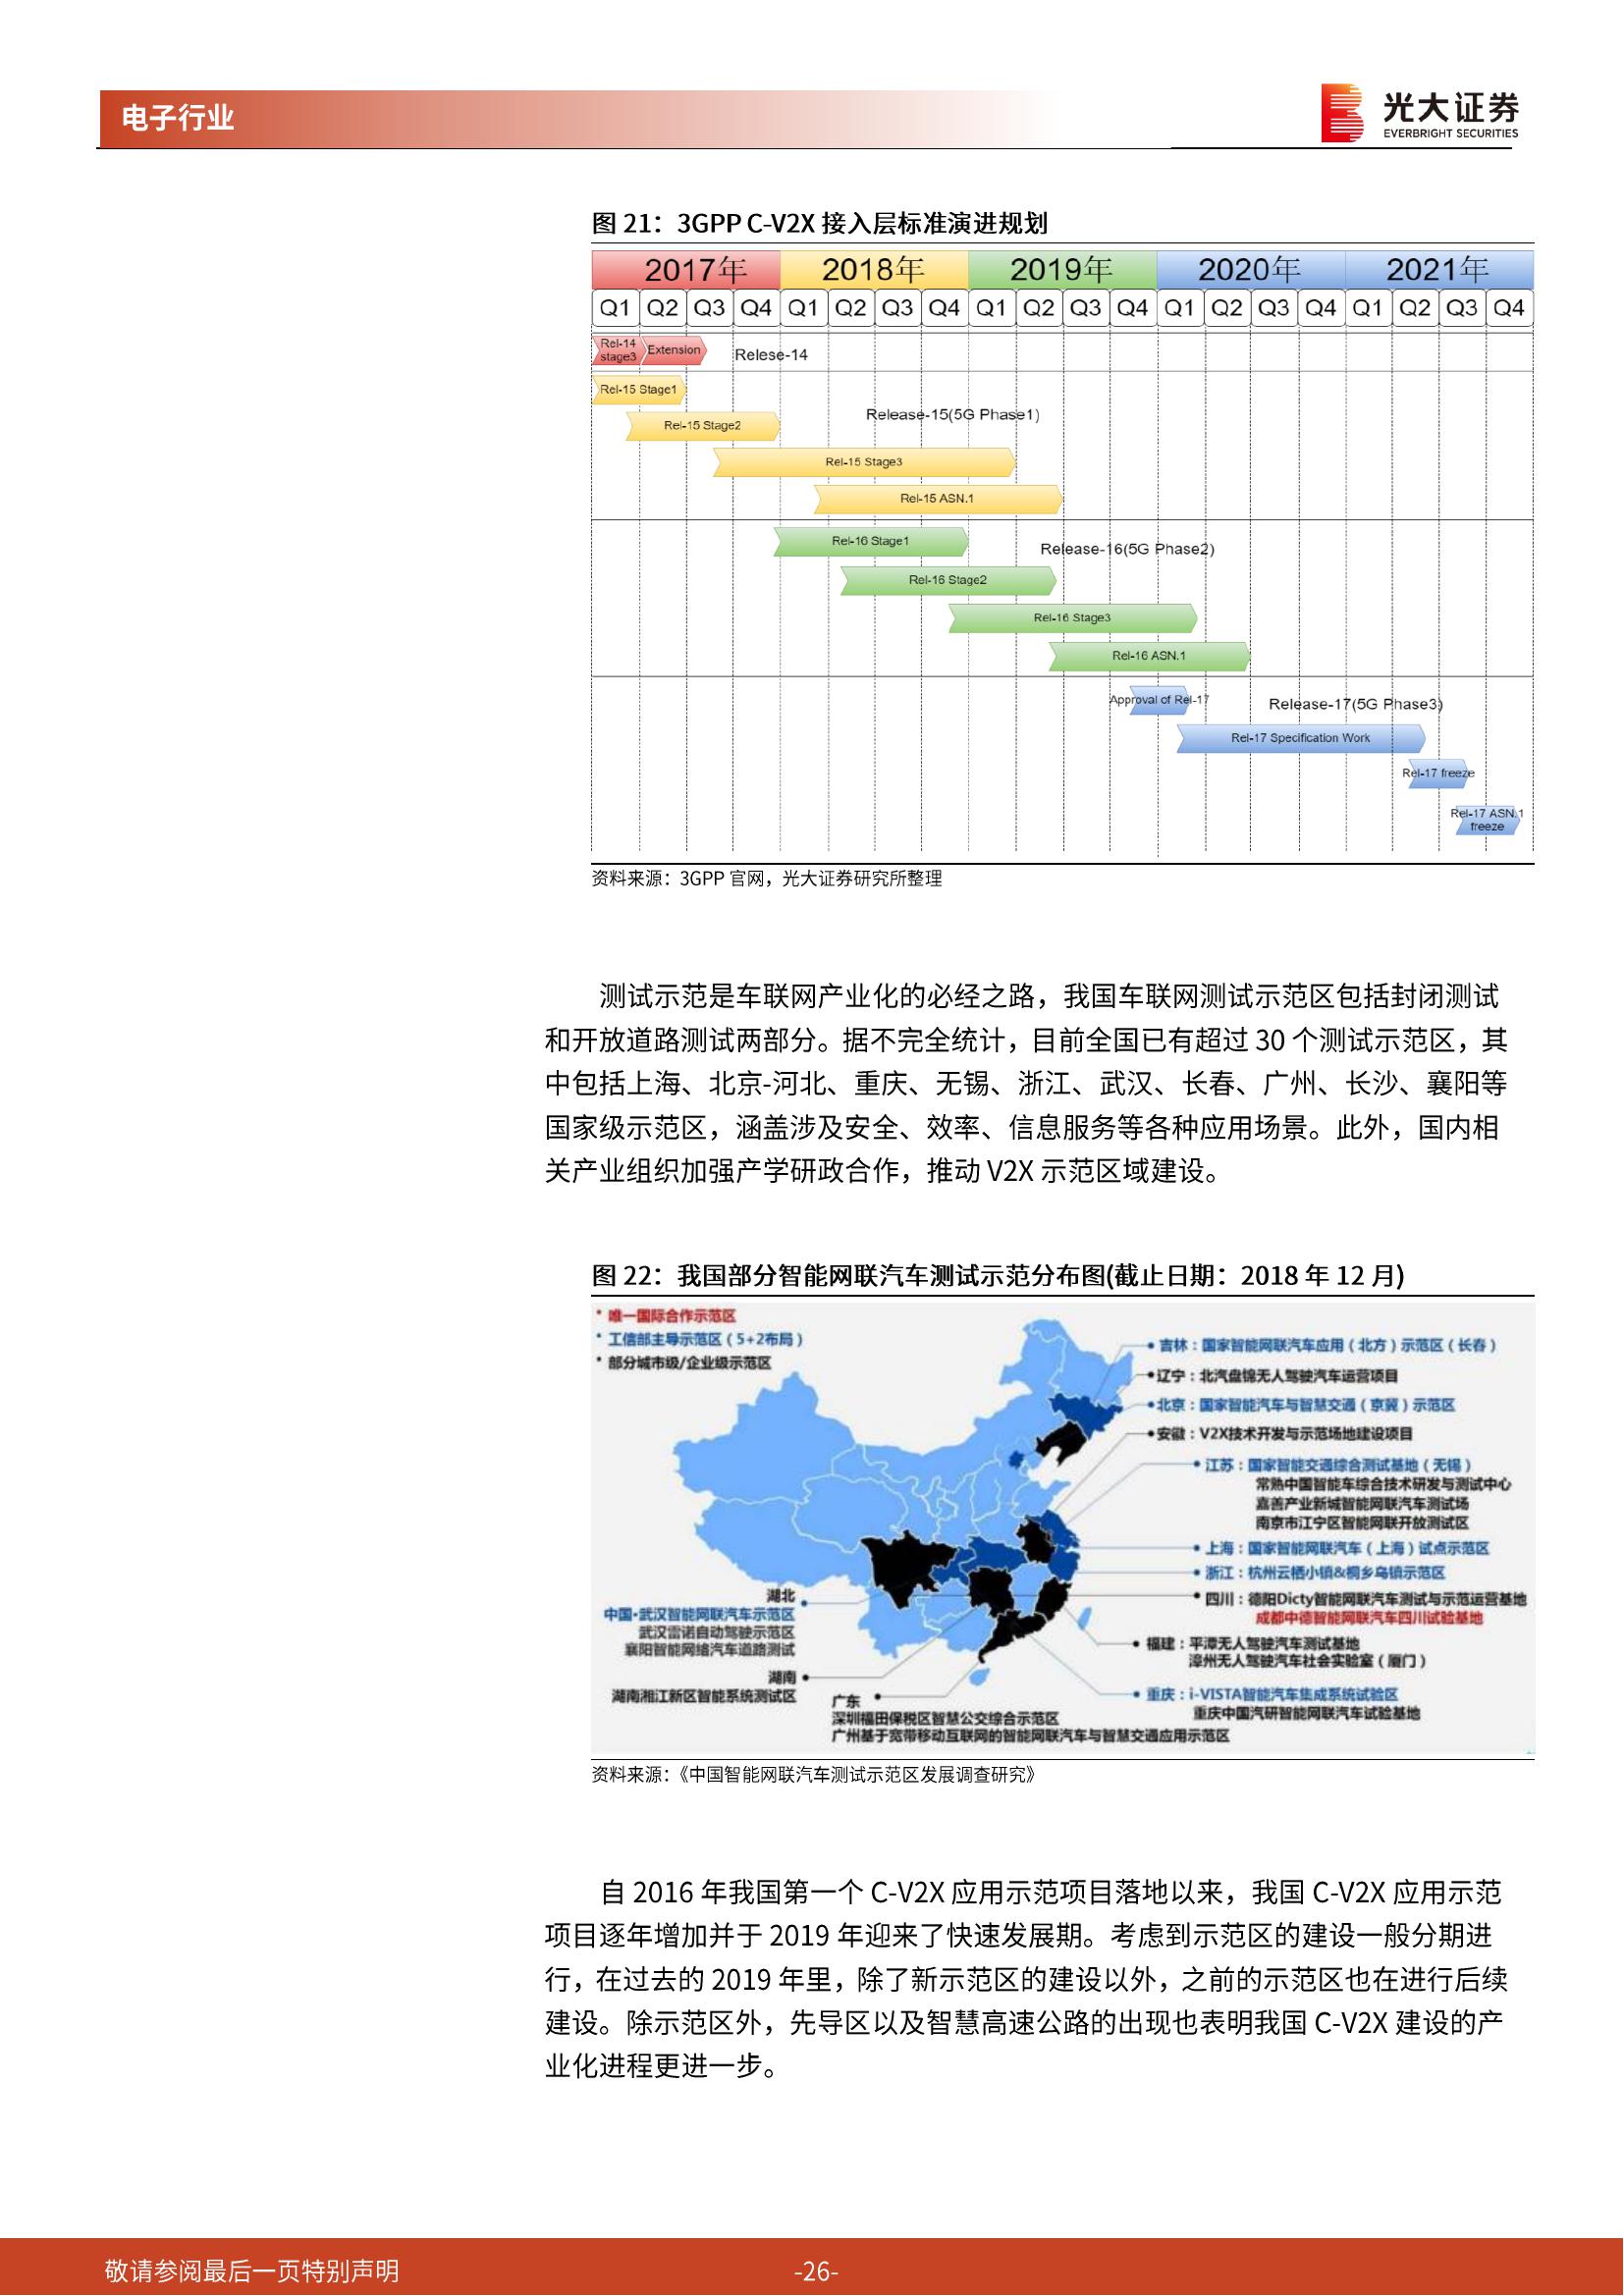 电子行业
光大证券
EVERBRIGHT SECURITIES
图 21：3GPP C-V2X 接入层标准演进规划
2017年 2018年 2019年 2020年 2021年
Q1 Q2 Q3 Q4 Q1 Q2 Q3 Q4 Q1 Q2 Q3 Q4 Q1 Q2 Q3 Q4 Q1 Q2 Q3 Q4
Rel-14
stage3
Extension
Relese-14
Rel-15 Stage1
Release-15(5G Phase1)
Rel-15 Stage2
Rel-15 Stage3
Rel-15 ASN.1
Rel-16 Stage1
Release-16(5G Phase2)
Rel-16 Stage2
Rel-16 Stage3
Rel-16 ASN.1
Approval of Rel-17
Release-17(5G Phase3)
Rel-17 Specification Work
Rel-17 freeze
Rel-17 ASN.1
freeze
资料来源：3GPP 官网，光大证券研究所整理
测试示范是车联网产业化的必经之路，我国车联网测试示范区包括封闭测试
和开放道路测试两部分。据不完全统计，目前全国已有超过 30 个测试示范区，其
中包括上海、北京-河北、重庆、无锡、浙江、武汉、长春、广州、长沙、襄阳等
国家级示范区，涵盖涉及安全、效率、信息服务等各种应用场景。此外，国内相
关产业组织加强产学研政合作，推动 V2X 示范区域建设。
图 22：我国部分智能网联汽车测试示范分布图(截止日期：2018 年 12 月)
• 唯一国际合作示范区
• 工信部主导示范区（5+2布局）
• 部分城市级/企业级示范区
• 吉林：国家智能网联汽车应用（北方）示范区（长春）
•辽宁：北汽盘锦无人驾驶汽车运营项目
•北京：国家智能汽车与智慧交通（京冀）示范区
•安徽：V2X技术开发与示范场地建设项目
• 江苏：国家智能交通综合测试基地（无锡）
常熟中国智能车综合技术研发与测试中心
嘉善产业新城智能网联汽车测试场
南京市江宁区智能网联开放测试区
• 上海：国家智能网联汽车（上海）试点示范区
• 浙江：杭州云栖小镇&桐乡乌镇示范区
• 四川：德阳Dicty智能网联汽车测试与示范运营基地
成都中德智能网联汽车四川试验基地
• 福建：平潭无人驾驶汽车测试基地
漳州无人驾驶汽车社会实验室（厦门）
• 重庆：i-VISTA智能汽车集成系统试验区
重庆中国汽研智能网联汽车试验基地
湖北
中国·武汉智能网联汽车示范区
武汉雷诺自动驾驶示范区
襄阳智能网络汽车道路测试
湖南
湖南湘江新区智能系统测试区
广东
深圳福田保税区智慧公交综合示范区
广州基于宽带移动互联网的智能网联汽车与智慧交通应用示范区
资料来源：《中国智能网联汽车测试示范区发展调查研究》
自 2016 年我国第一个 C-V2X 应用示范项目落地以来，我国 C-V2X 应用示范
项目逐年增加并于 2019 年迎来了快速发展期。考虑到示范区的建设一般分期进
行，在过去的 2019 年里，除了新示范区的建设以外，之前的示范区也在进行后续
建设。除示范区外，先导区以及智慧高速公路的出现也表明我国 C-V2X 建设的产
业化进程更进一步。
敬请参阅最后一页特别声明
-26-